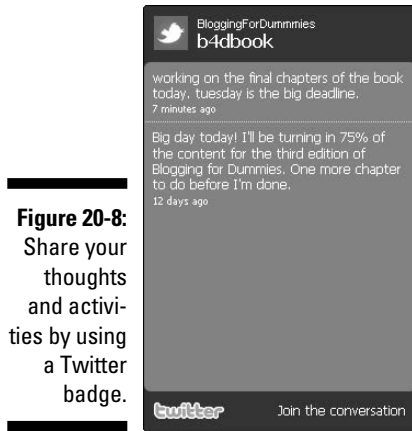 BloggingForDummmies
b4dbook
working on the final chapters of the book
today. tuesday is the big deadline.
7 minutes ago
Big day today! I'll be turning in 75% of
the content for the third edition of
Blogging for Dummies. One more chapter
to do before I'm done.
12 days ago
twitter
Join the conversation
Figure 20-8:
Share your
thoughts
and activi-
ties by using
a Twitter
badge.